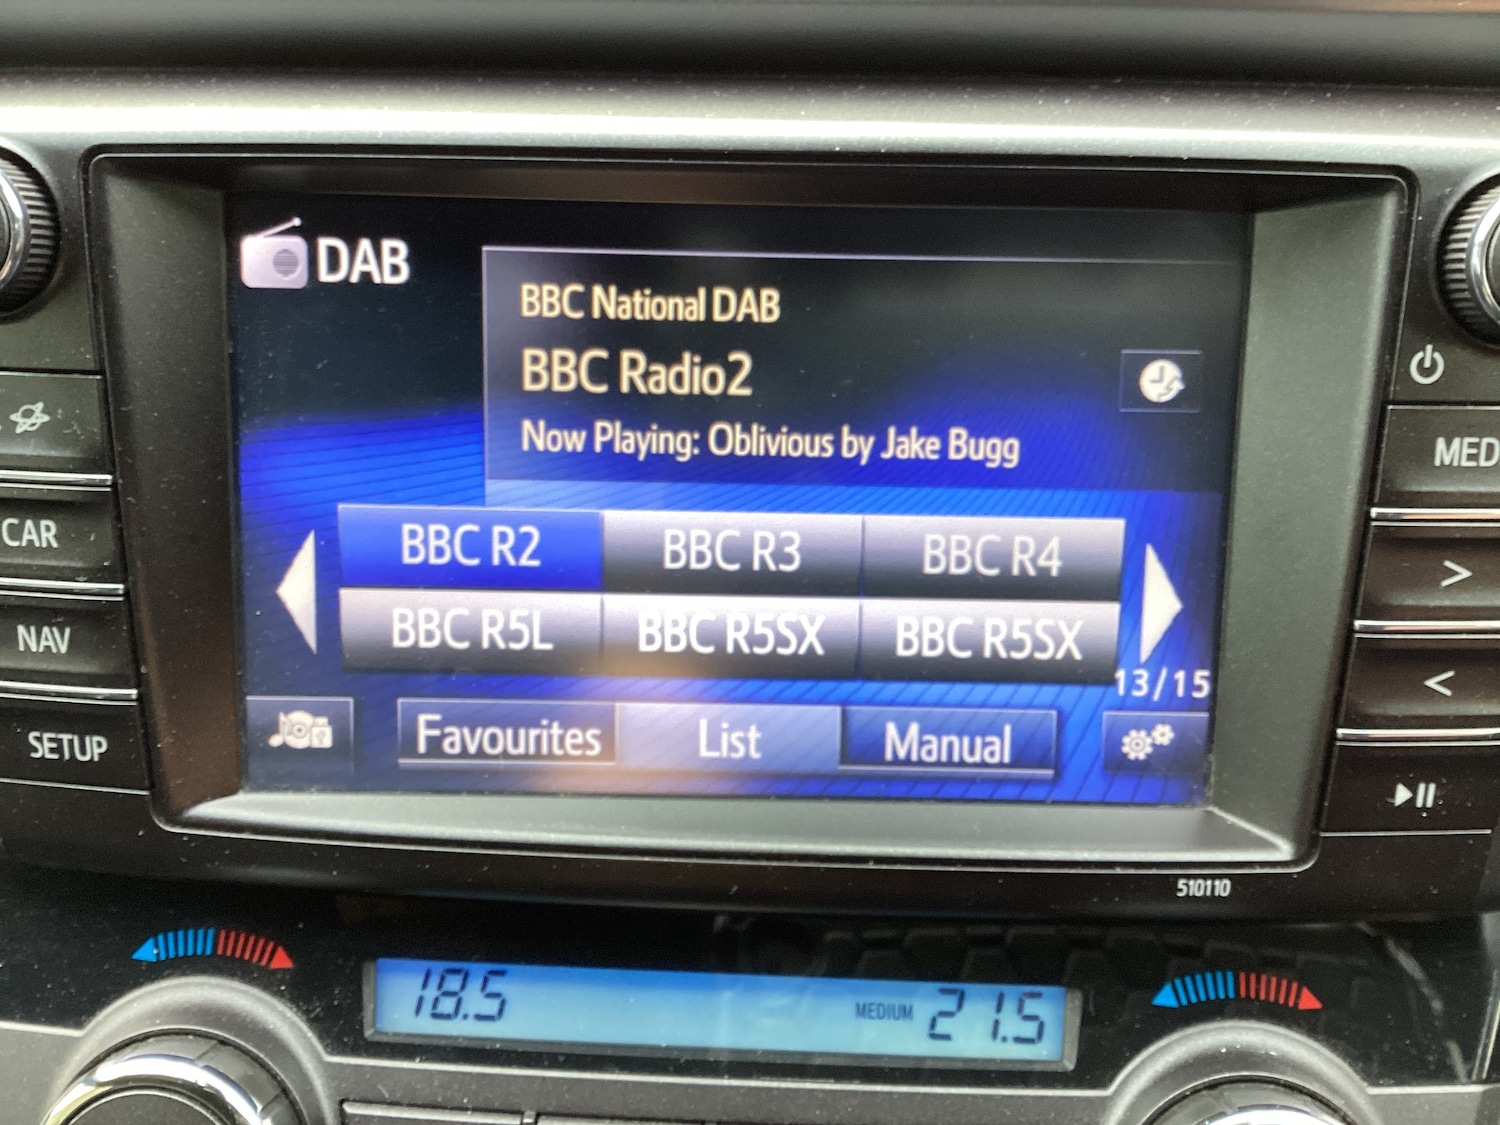 DAB
BBC National DAB
BBC Radio2
Now Playing: Oblivious by Jake Bugg
BBC R2 BBC R3 BBC R4
BBC R5L BBC R5SX BBC R5SX
13/15
Favourites List Manual
CAR
NAV
SETUP
MED
>
<
510110
18.5 MEDIUM 21.5